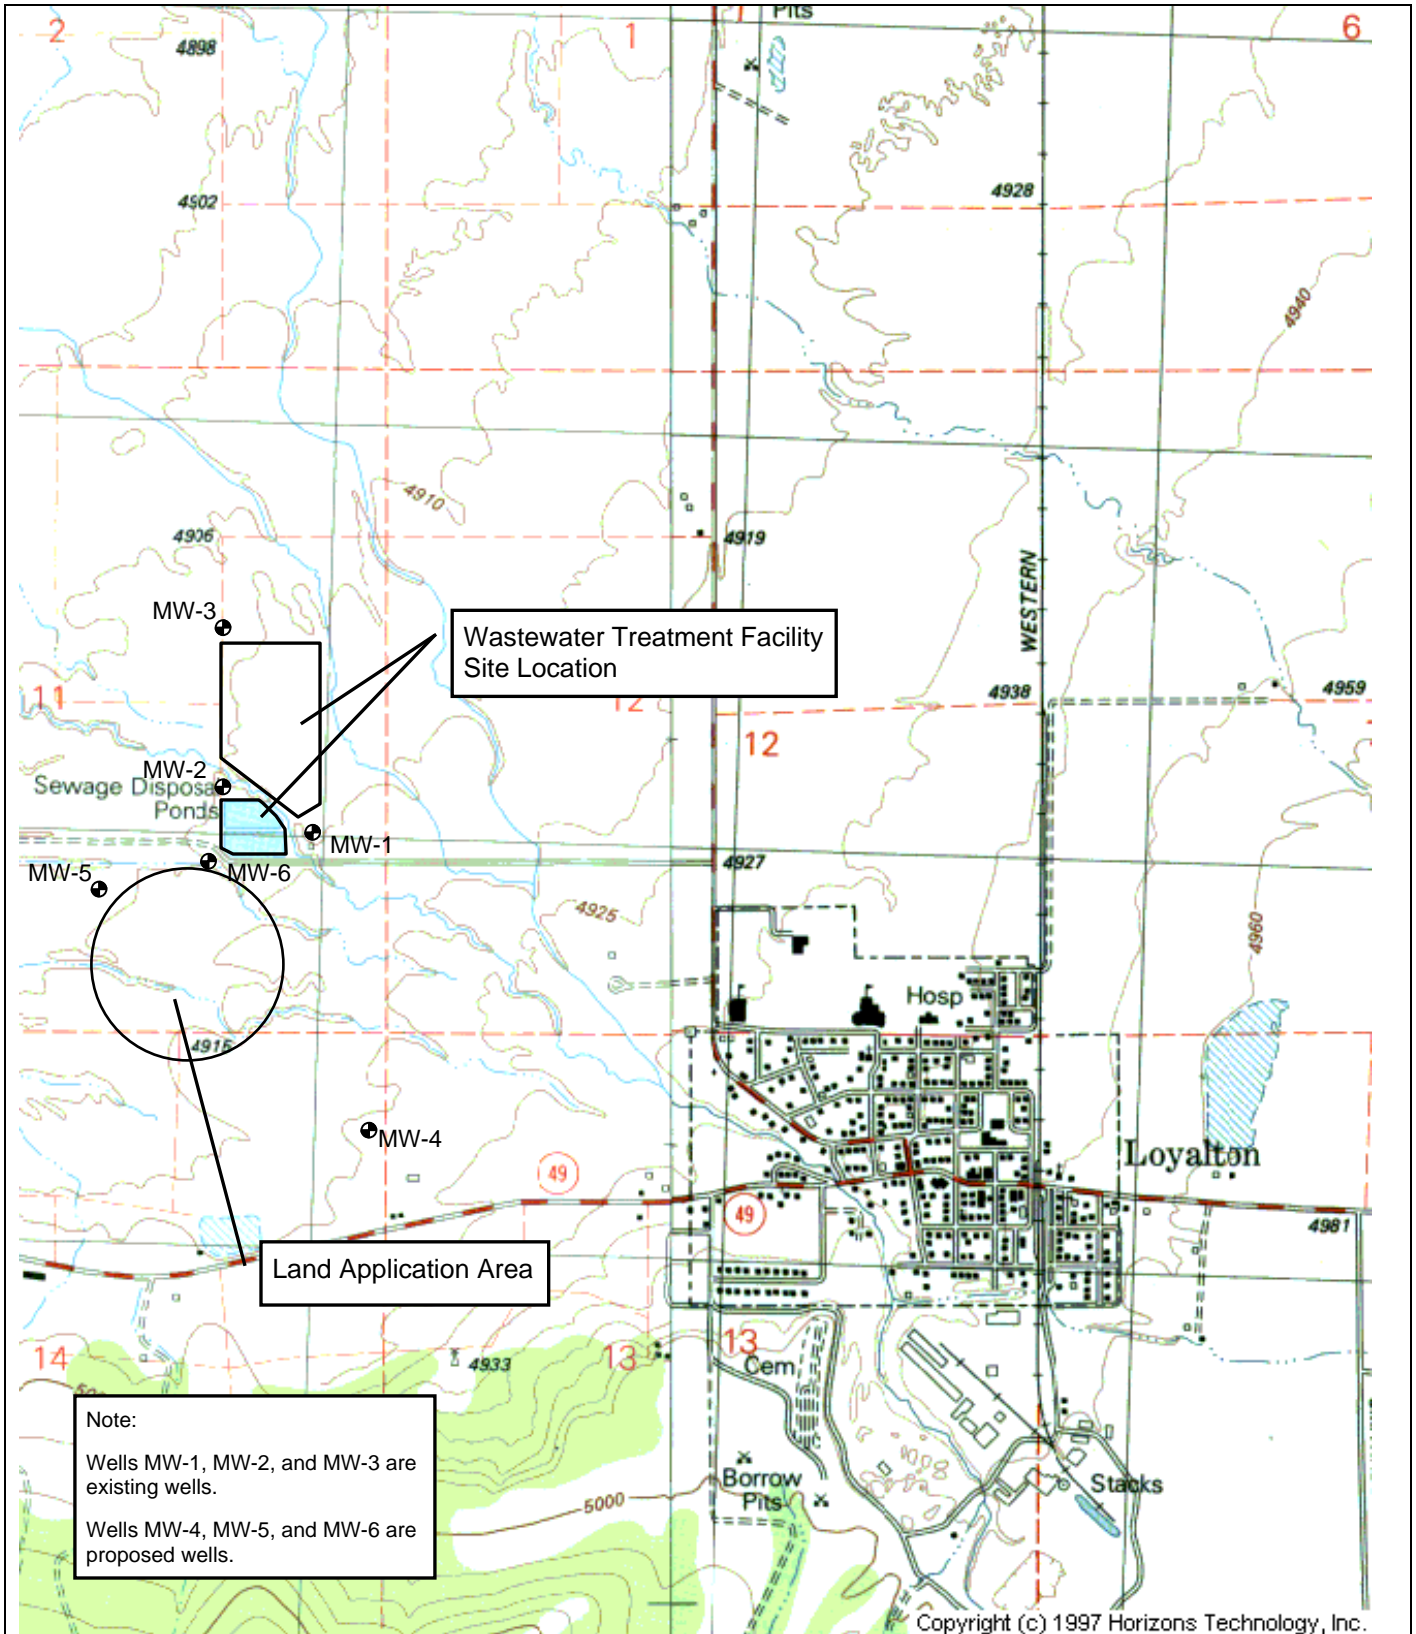 Pits
2
1
6
4898
4902
4928
4940
4910
4906
4919
WESTERN
MW-3
Wastewater Treatment Facility
Site Location
11
12
4938
4959
12
MW-2
Sewage Disposal
Ponds
MW-1
4927
MW-5
MW-6
4925
4960
Hosp
4915
MW-4
Loyalton
49
49
4981
Land Application Area
14
4933
13
13
Cem
Note:
Wells MW-1, MW-2, and MW-3 are
existing wells.
Wells MW-4, MW-5, and MW-6 are
proposed wells.
Borrow
Pits
5000
Stacks
Copyright (c) 1997 Horizons Technology, Inc.